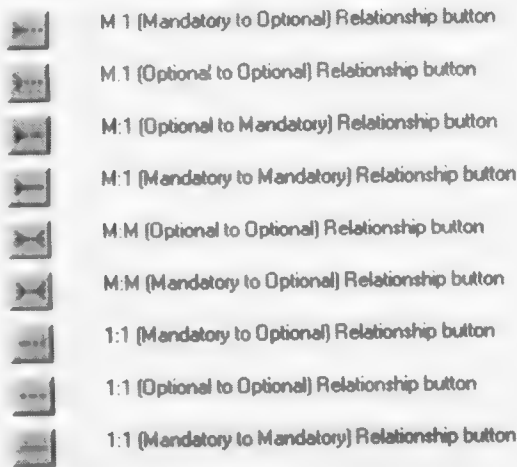 M 1 (Mandatory to Optional) Relationship button
M.1 (Optional to Optional) Relationship button
M:1 (Optional to Mandatory) Relationship button
M:1 (Mandatory to Mandatory) Relationship button
M:M (Optional to Optional) Relationship button
M:M (Mandatory to Optional) Relationship button
1:1 (Mandatory to Optional) Relationship button
1:1 (Optional to Optional) Relationship button
1:1 (Mandatory to Mandatory) Relationship button